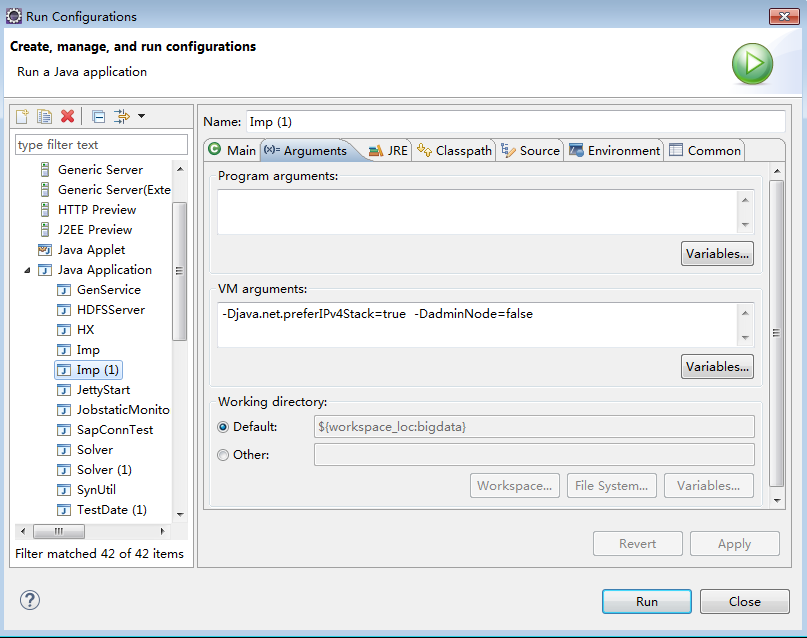 Run Configurations
Create, manage, and run configurations
Run a Java application
type filter text
Generic Server
Generic Server(Exte
HTTP Preview
J2EE Preview
Java Applet
Java Application
GenService
HDFSServer
HX
Imp
Imp (1)
JettyStart
JobstaticMonito
SapConnTest
Solver
Solver (1)
SynUtil
TestDate (1)
Filter matched 42 of 42 items
Name: Imp (1)
Main (x)= Arguments JRE Classpath Source Environment Common
Program arguments:
Variables...
VM arguments:
-Djava.net.preferIPv4Stack=true -DadminNode=false
Variables...
Working directory:
Default: ${workspace_loc:bigdata}
Other:
Workspace... File System... Variables...
Revert Apply
? Run Close